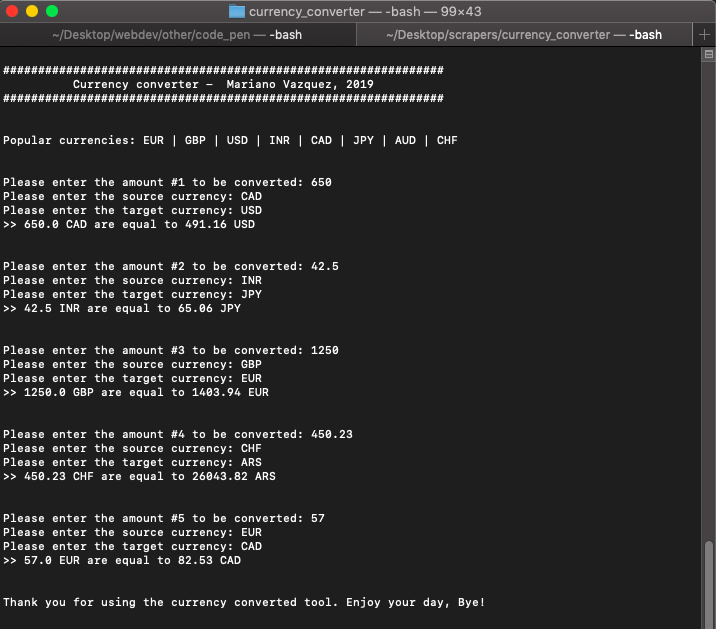 currency_converter — -bash — 99×43
~/Desktop/webdev/other/code_pen — -bash
~/Desktop/scrapers/currency_converter — -bash
###############################################################
Currency converter – Mariano Vazquez, 2019
###############################################################
Popular currencies: EUR | GBP | USD | INR | CAD | JPY | AUD | CHF
Please enter the amount #1 to be converted: 650
Please enter the source currency: CAD
Please enter the target currency: USD
>> 650.0 CAD are equal to 491.16 USD
Please enter the amount #2 to be converted: 42.5
Please enter the source currency: INR
Please enter the target currency: JPY
>> 42.5 INR are equal to 65.06 JPY
Please enter the amount #3 to be converted: 1250
Please enter the source currency: GBP
Please enter the target currency: EUR
>> 1250.0 GBP are equal to 1403.94 EUR
Please enter the amount #4 to be converted: 450.23
Please enter the source currency: CHF
Please enter the target currency: ARS
>> 450.23 CHF are equal to 26043.82 ARS
Please enter the amount #5 to be converted: 57
Please enter the source currency: EUR
Please enter the target currency: CAD
>> 57.0 EUR are equal to 82.53 CAD
Thank you for using the currency converted tool. Enjoy your day, Bye!